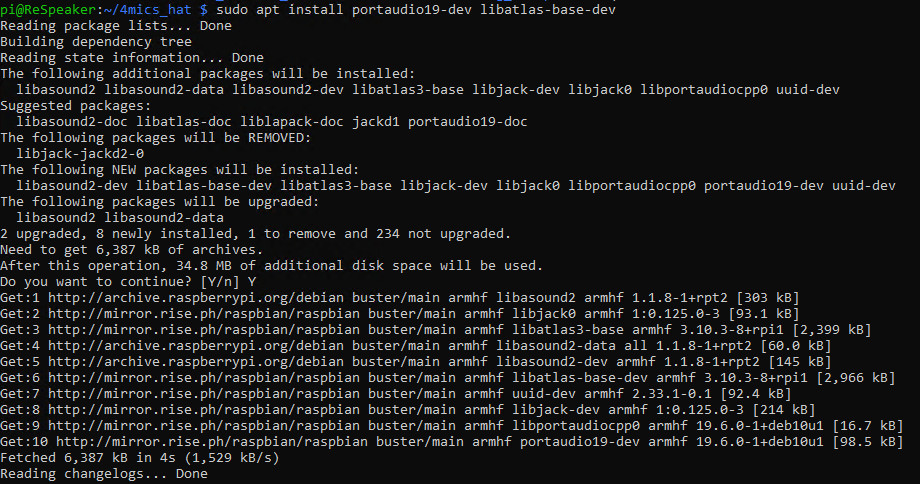 pi@ReSpeaker:~/4mics_hat $ sudo apt install portaudio19-dev libatlas-base-dev
Reading package lists... Done
Building dependency tree
Reading state information... Done
The following additional packages will be installed:
  libasound2 libasound2-data libasound2-dev libatlas3-base libjack-dev libjack0 libportaudiocpp0 uuid-dev
Suggested packages:
  libasound2-doc libatlas-doc liblapack-doc jackd1 portaudio19-doc
The following packages will be REMOVED:
  libjack-jackd2-0
The following NEW packages will be installed:
  libasound2-dev libatlas-base-dev libatlas3-base libjack-dev libjack0 libportaudiocpp0 portaudio19-dev uuid-dev
The following packages will be upgraded:
  libasound2 libasound2-data
2 upgraded, 8 newly installed, 1 to remove and 234 not upgraded.
Need to get 6,387 kB of archives.
After this operation, 34.8 MB of additional disk space will be used.
Do you want to continue? [Y/n] Y
Get:1 http://archive.raspberrypi.org/debian buster/main armhf libasound2 armhf 1.1.8-1+rpt2 [303 kB]
Get:2 http://mirror.rise.ph/raspbian/raspbian buster/main armhf libjack0 armhf 1:0.125.0-3 [93.1 kB]
Get:3 http://mirror.rise.ph/raspbian/raspbian buster/main armhf libatlas3-base armhf 3.10.3-8+rpi1 [2,399 kB]
Get:4 http://archive.raspberrypi.org/debian buster/main armhf libasound2-data all 1.1.8-1+rpt2 [60.0 kB]
Get:5 http://archive.raspberrypi.org/debian buster/main armhf libasound2-dev armhf 1.1.8-1+rpt2 [145 kB]
Get:6 http://mirror.rise.ph/raspbian/raspbian buster/main armhf libatlas-base-dev armhf 3.10.3-8+rpi1 [2,966 kB]
Get:7 http://mirror.rise.ph/raspbian/raspbian buster/main armhf uuid-dev armhf 2.33.1-0.1 [92.4 kB]
Get:8 http://mirror.rise.ph/raspbian/raspbian buster/main armhf libjack-dev armhf 1:0.125.0-3 [214 kB]
Get:9 http://mirror.rise.ph/raspbian/raspbian buster/main armhf libportaudiocpp0 armhf 19.6.0-1+deb10u1 [16.7 kB]
Get:10 http://mirror.rise.ph/raspbian/raspbian buster/main armhf portaudio19-dev armhf 19.6.0-1+deb10u1 [98.5 kB]
Fetched 6,387 kB in 4s (1,529 kB/s)
Reading changelogs... Done